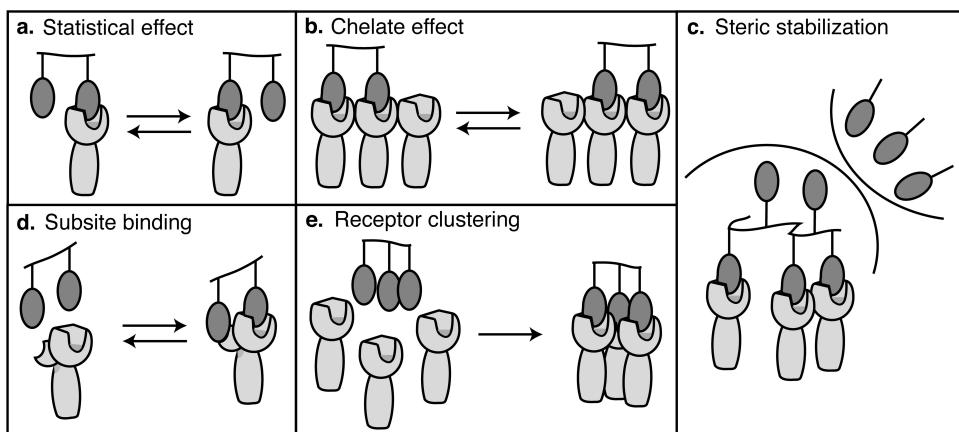 a. Statistical effect
b. Chelate effect
c. Steric stabilization
d. Subsite binding
e. Receptor clustering